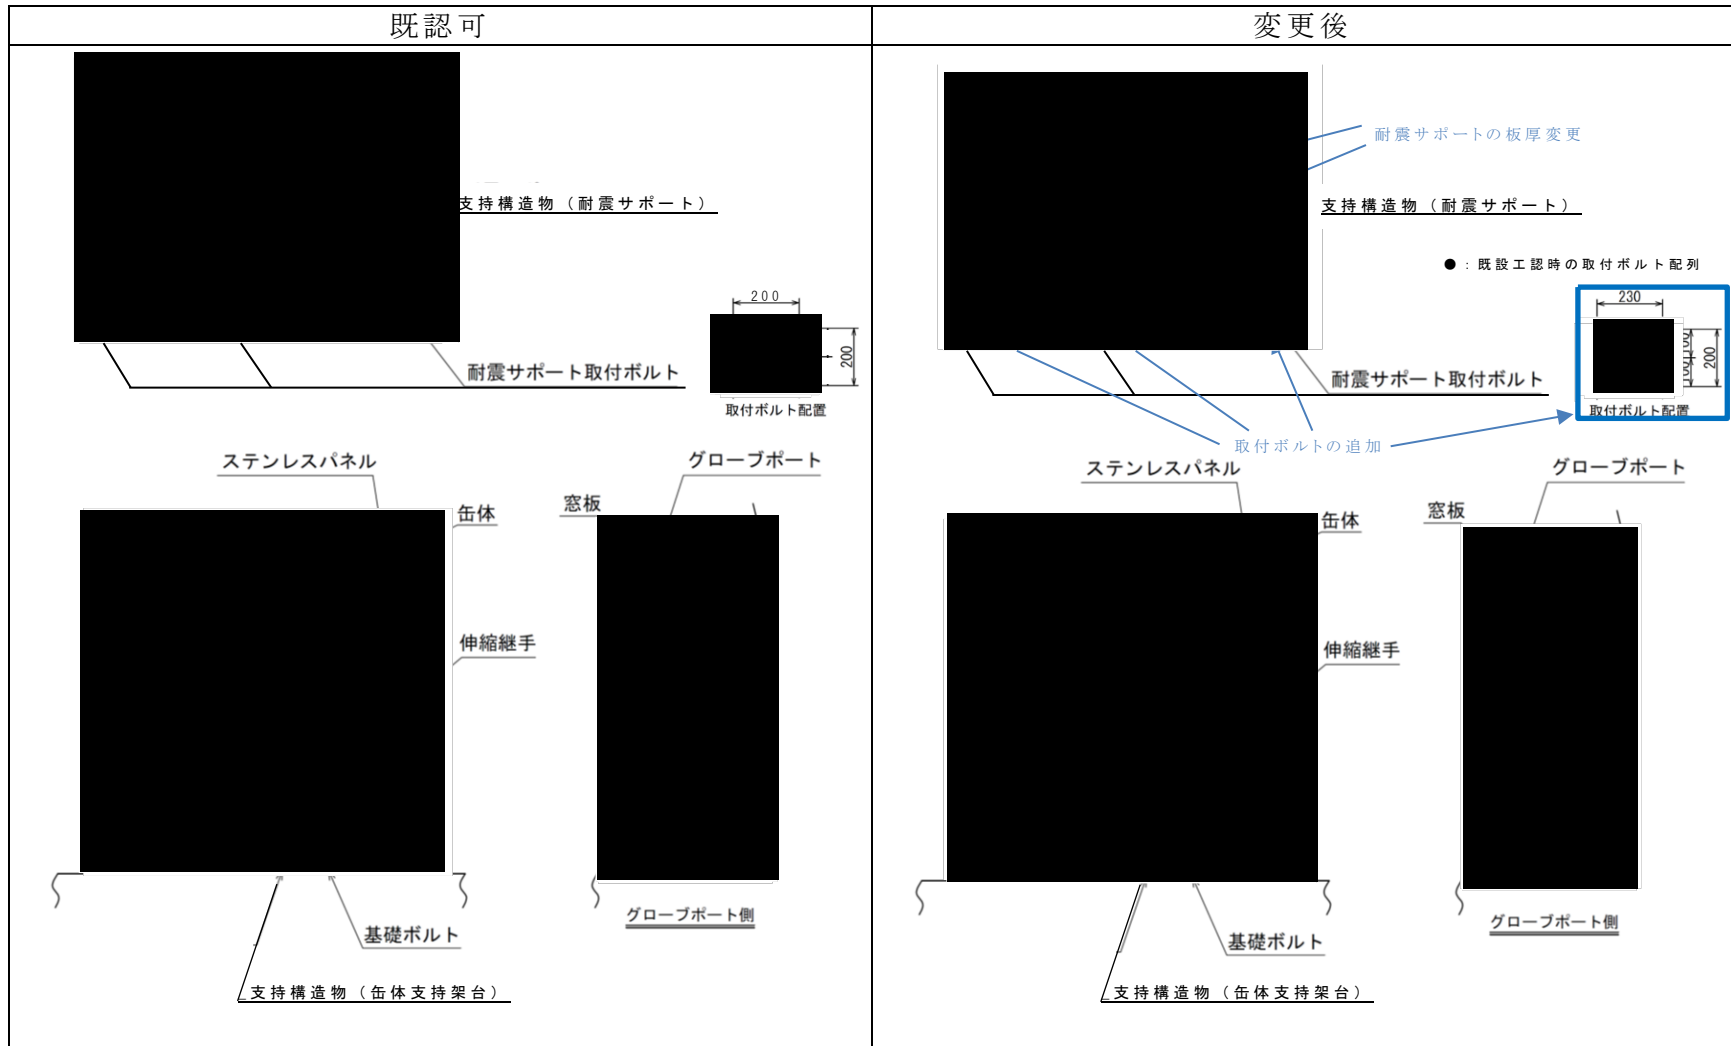 既認可
変更後
支持構造物（耐震サポート）
200
200
耐震サポート取付ボルト
取付ボルト配置
ステンレスパネル
グローブポート
缶体
窓板
伸縮継手
基礎ボルト
グローブポート側
支持構造物（缶体支持架台）
耐震サポートの板厚変更
支持構造物（耐震サポート）
●：既設工認時の取付ボルト配列
230
200
耐震サポート取付ボルト
取付ボルト配置
取付ボルトの追加
ステンレスパネル
グローブポート
缶体
窓板
伸縮継手
基礎ボルト
グローブポート側
支持構造物（缶体支持架台）